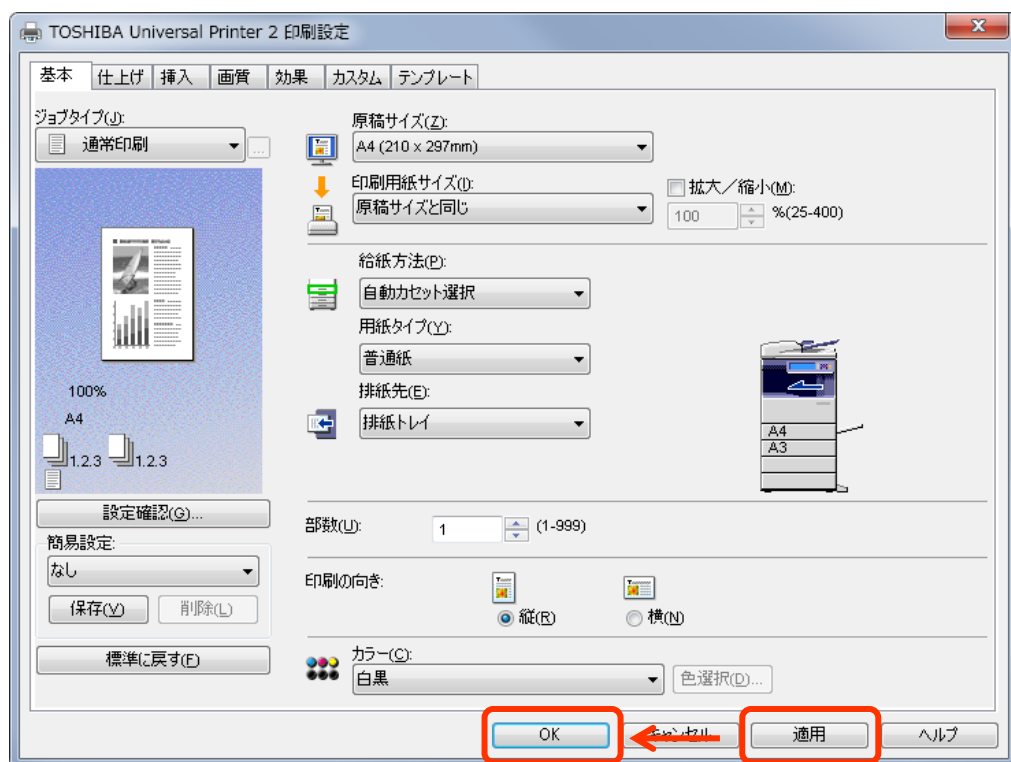 TOSHIBA Universal Printer 2 印刷設定
基本 仕上げ 挿入 画質 効果 カスタム テンプレート
ジョブタイプ(J):
通常印刷
...
原稿サイズ(Z):
A4 (210 x 297mm)
印刷用紙サイズ(I):
原稿サイズと同じ
拡大／縮小(M):
100 %(25-400)
給紙方法(P):
自動カセット選択
用紙タイプ(Y):
普通紙
排紙先(E):
排紙トレイ
100%
A4
1.2.3 1.2.3
A4
A3
設定確認(G)...
簡易設定:
なし
保存(V) 削除(L)
標準に戻す(F)
部数(U): 1 (1-999)
印刷の向き:
縦(R) 横(N)
カラー(C):
白黒
色選択(D)...
OK キャンセル 適用 ヘルプ